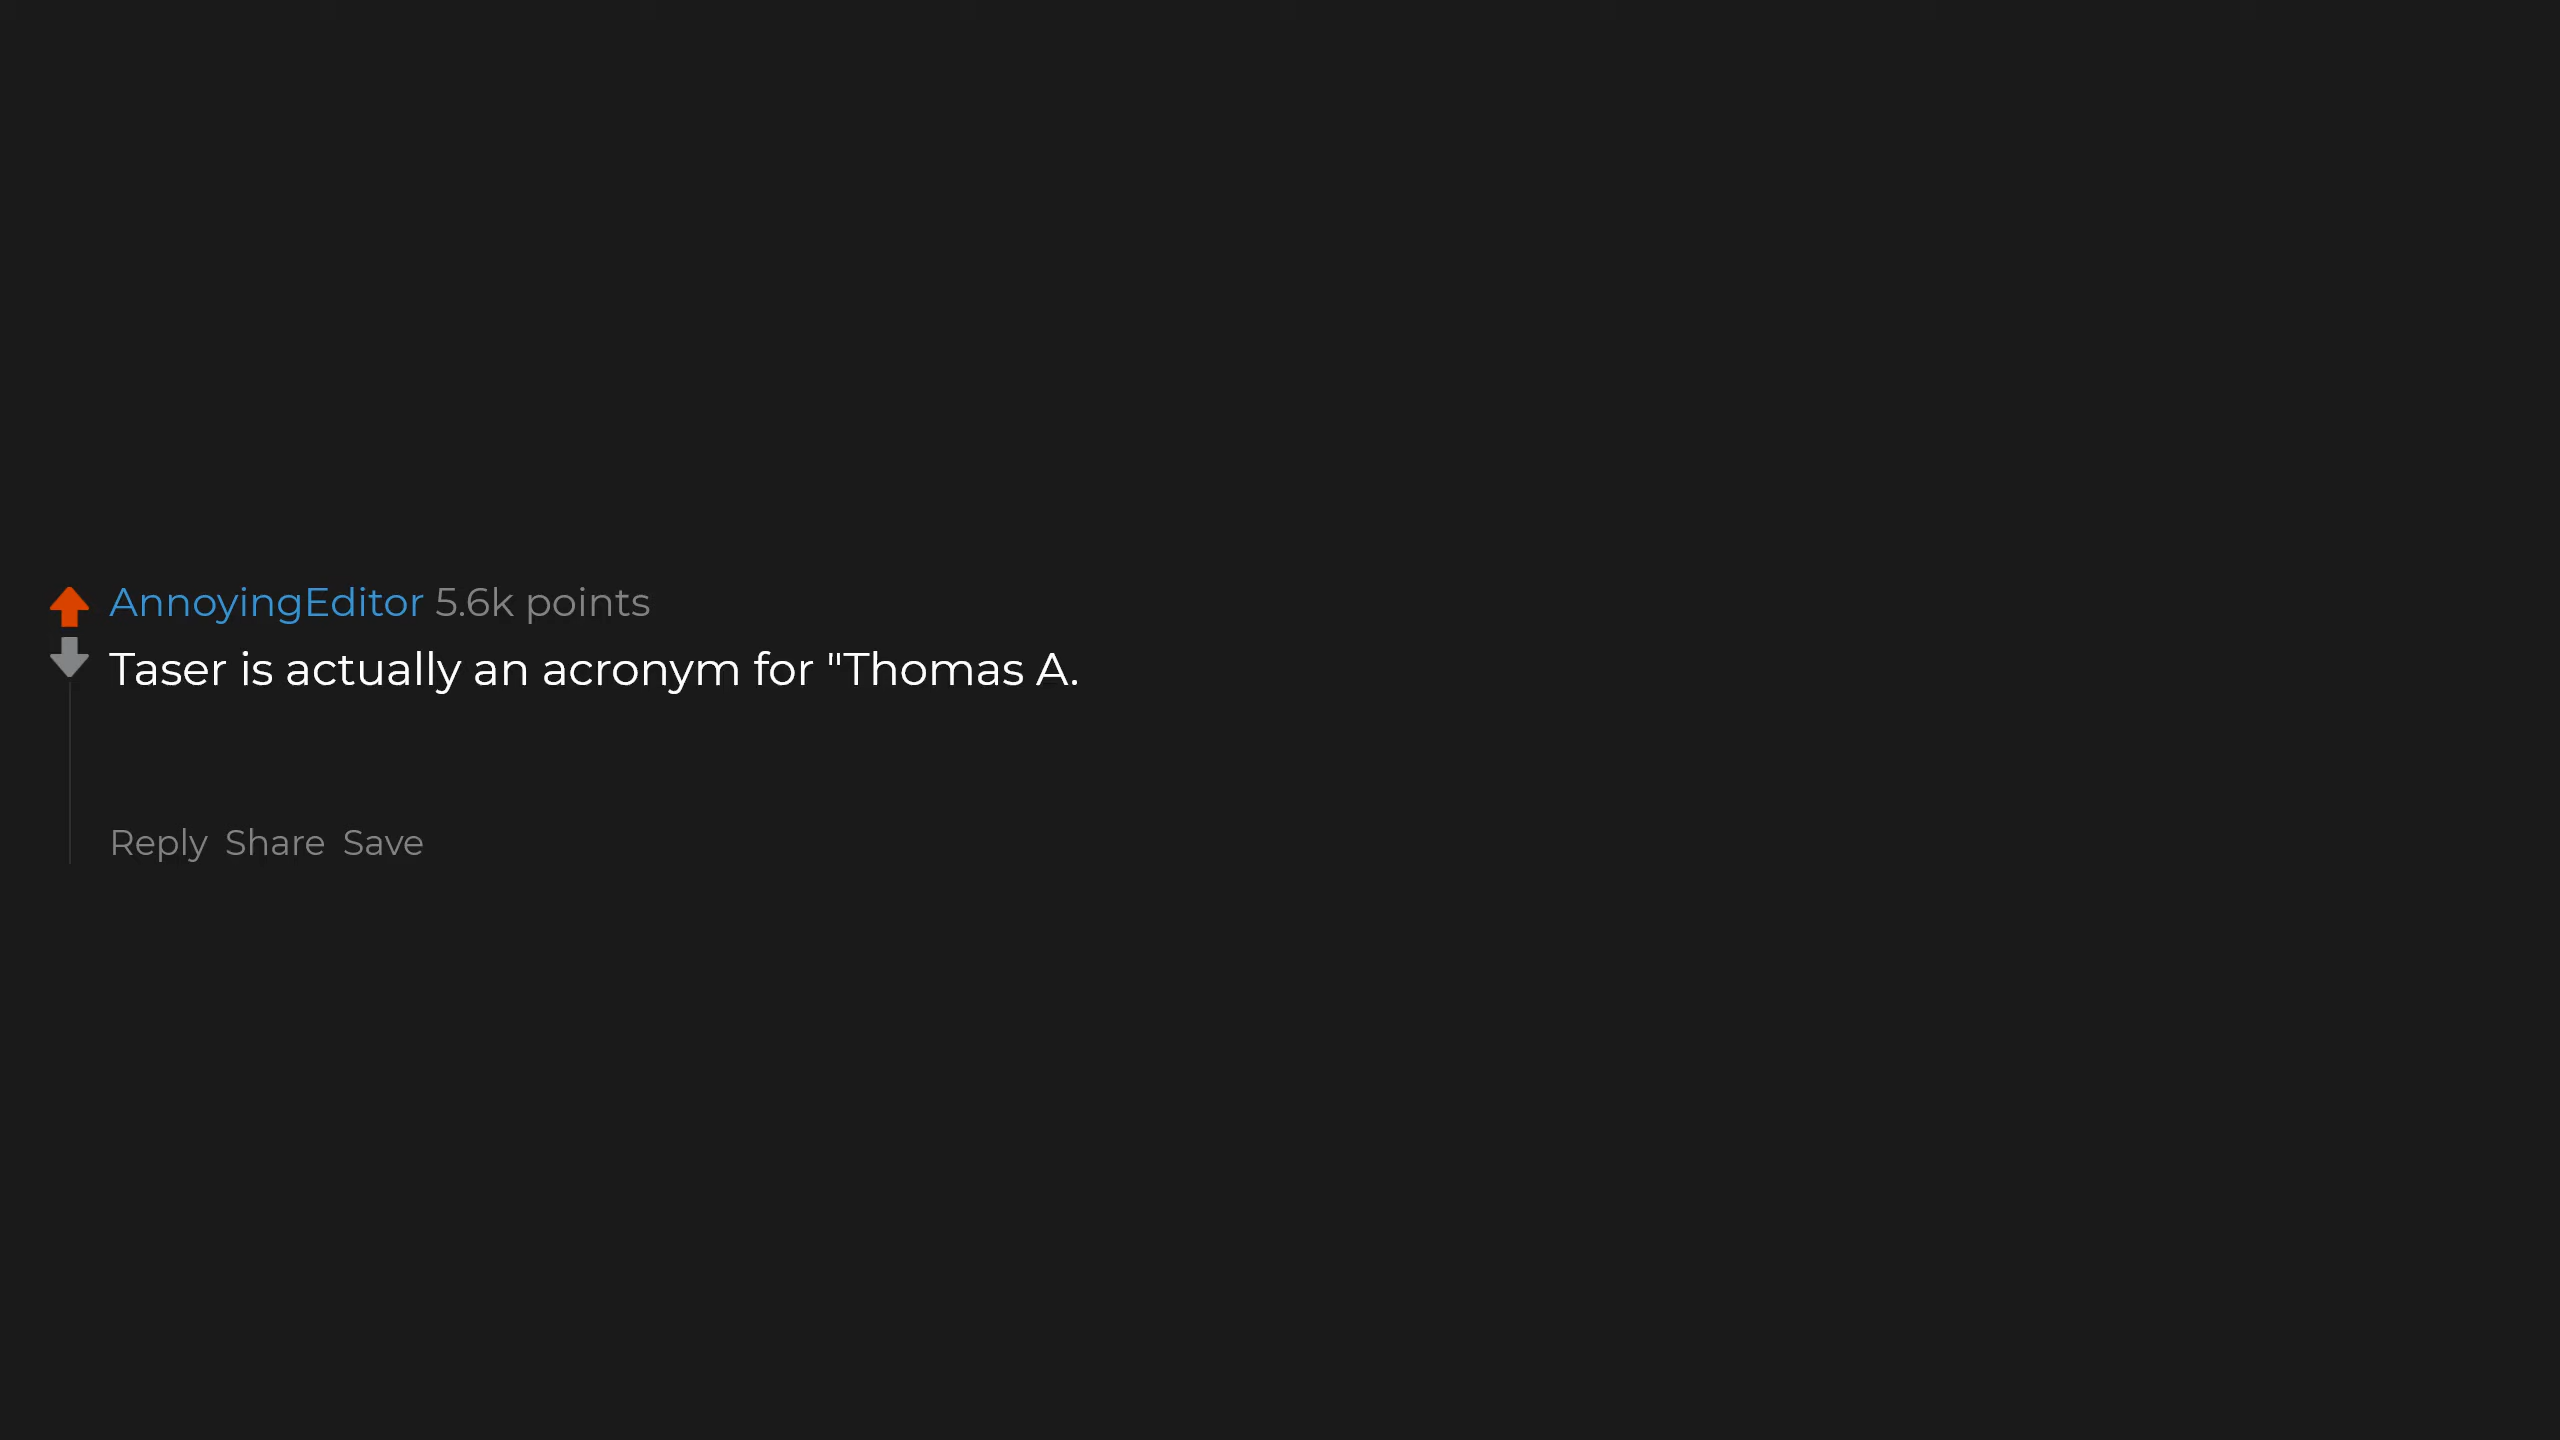 AnnoyingEditor 5.6k points
Taser is actually an acronym for "Thomas A.
Reply Share Save